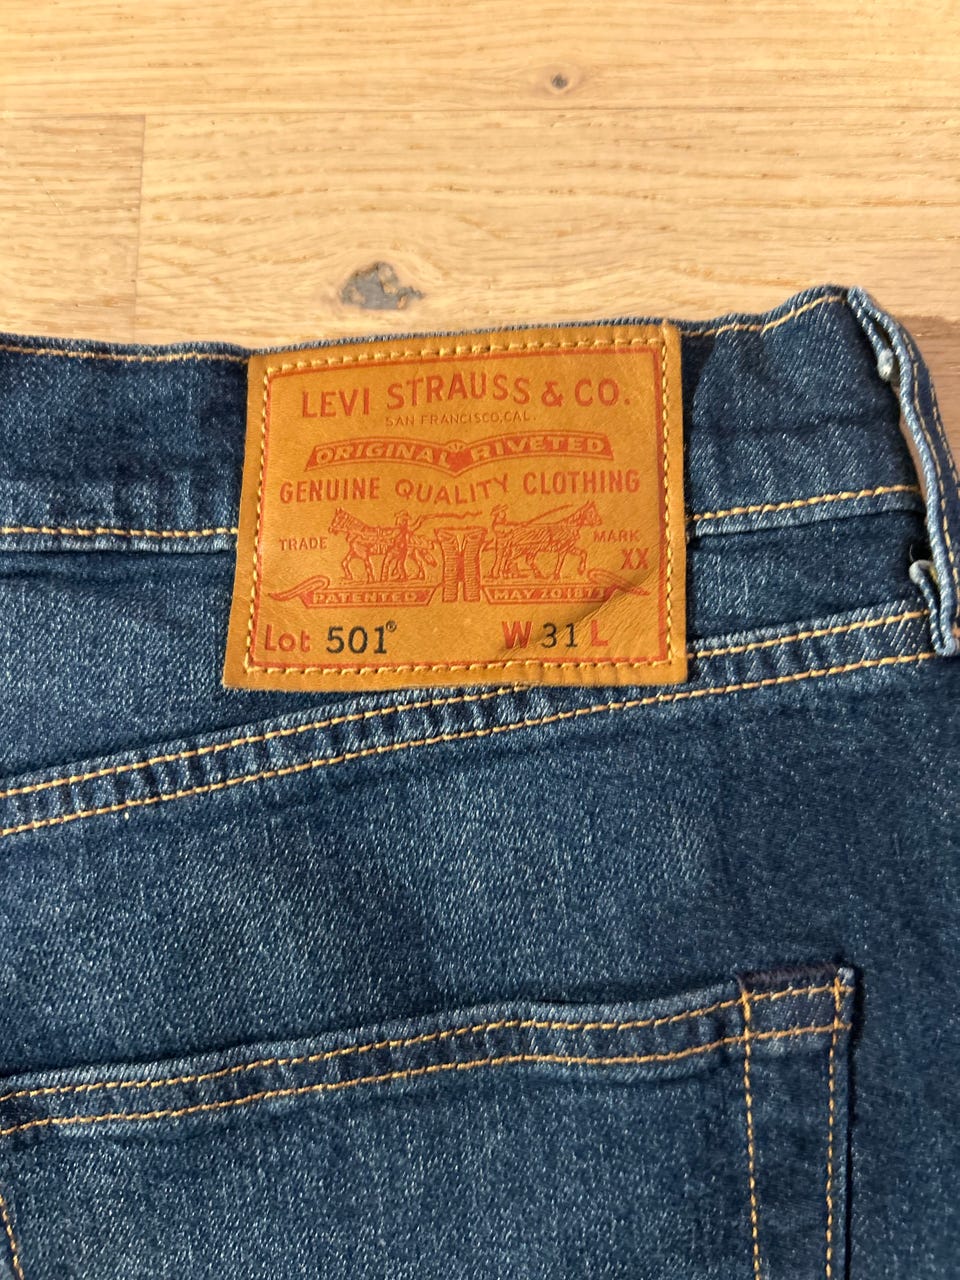 LEVI STRAUSS & CO.
SAN FRANCISCO, CAL.
ORIGINAL RIVETED
GENUINE QUALITY CLOTHING
TRADE MARK
XX
PATENTED MAY 20 1873
Lot 501® W 31 L